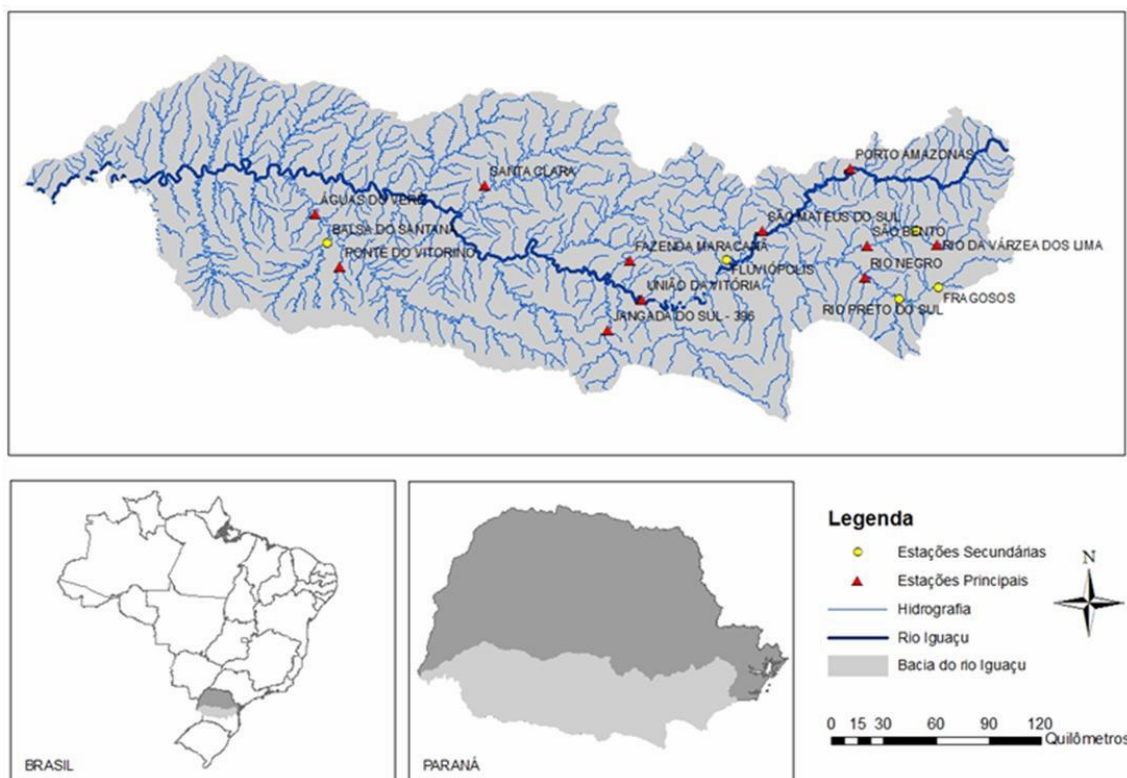 PORTO AMAZONAS
SANTA CLARA
ÁGUAS DO VERE
SÃO MATEUS DO SUL
BALSA DO SANTANA
SÃO BENTO
FAZENDA MARACANÃ
RIO DA VÁRZEA DOS LIMA
PONTE DO VITORINO
FLUVIÓPOLIS
RIO NEGRO
UNIÃO DA VITÓRIA
FRAGOSOS
JANGADA DO SUL - 396
RIO PRETO DO SUL
BRASIL
PARANÁ
Legenda
Estações Secundárias
Estações Principais
Hidrografia
Rio Iguaçu
Bacia do rio Iguaçu
N
0 15 30 60 90 120
Quilômetros